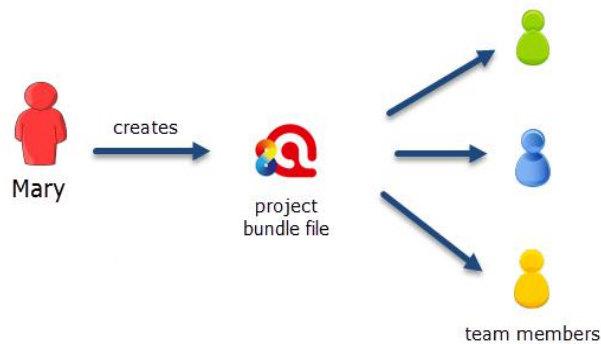 creates
Mary
project
bundle file
team members